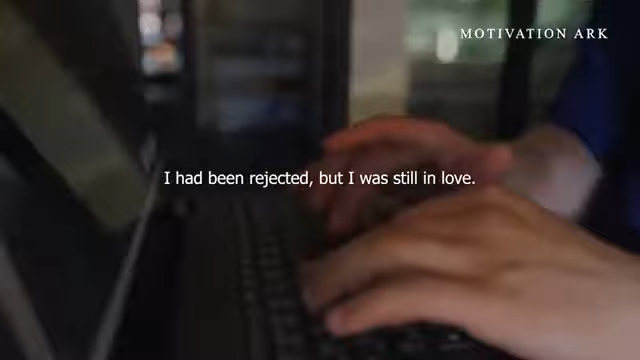 MOTIVATION ARK
I had been rejected, but I was still in love.